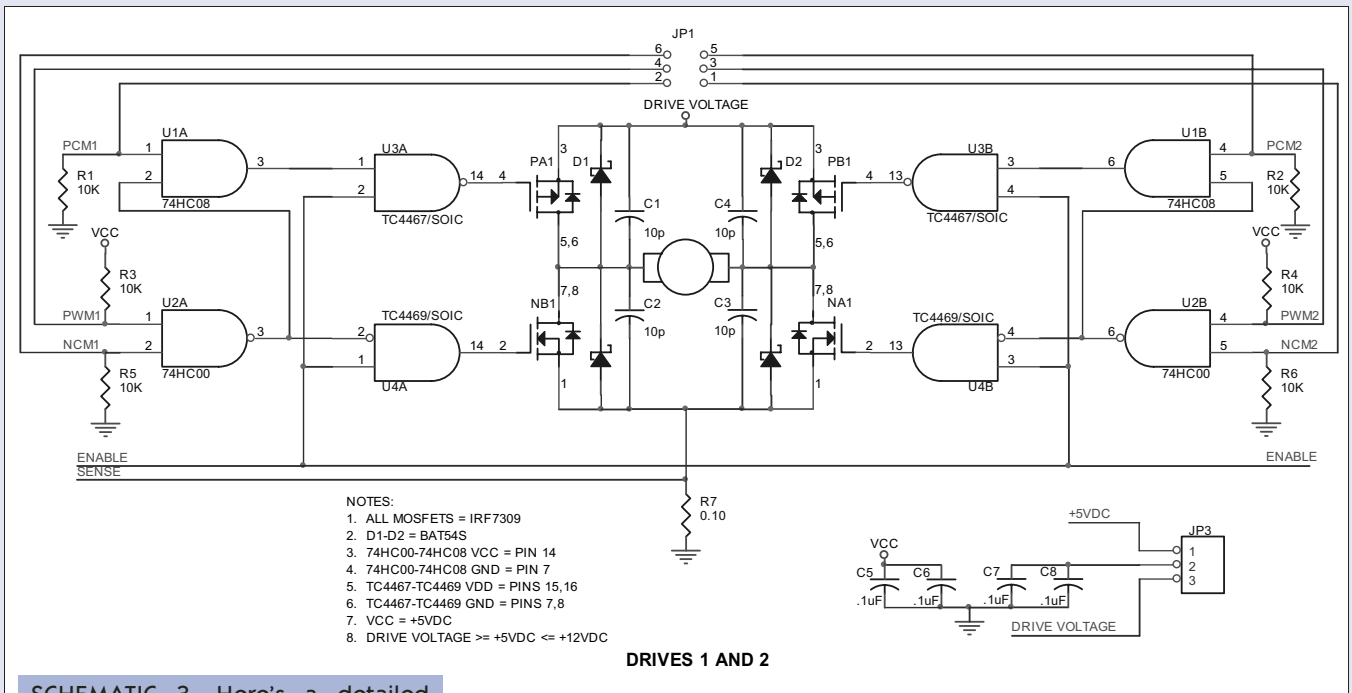 JP1
6 5
4 3
2 1
DRIVE VOLTAGE
U1A U1B
PCM1 1 3 U3A PA1 3 D1 D2 3 PB1 U3B 6 4 PCM2
2 1 14 4 4 13 3 5
R1 2 4 R2
10K 10K
74HC08 TC4467/SOIC C1 C4 TC4467/SOIC 74HC08
VCC 5,6 10p 10p 5,6 VCC
R3 R4
10K 10K
U2A 7,8 7,8 U2B
PWM1 1 3 TC4469/SOIC NB1 C2 C3 NA1 TC4469/SOIC 6 4 PWM2
NCM1 2 2 14 2 10p 10p 2 13 4 5 NCM2
74HC00 1 1 1 3 74HC00
R5 U4A U4B R6
10K 10K
ENABLE ENABLE
SENSE
R7
0.10
NOTES:
1. ALL MOSFETS = IRF7309
2. D1-D2 = BAT54S
3. 74HC00-74HC08 VCC = PIN 14
4. 74HC00-74HC08 GND = PIN 7
5. TC4467-TC4469 VDD = PINS 15,16
6. TC4467-TC4469 GND = PINS 7,8
7. VCC = +5VDC
8. DRIVE VOLTAGE >= +5VDC <= +12VDC
+5VDC
JP3
VCC 1
C5 C6 C7 C8 2
3
.1uF .1uF .1uF .1uF
DRIVE VOLTAGE
DRIVES 1 AND 2
SCHEMATIC 3. Here's a detailed